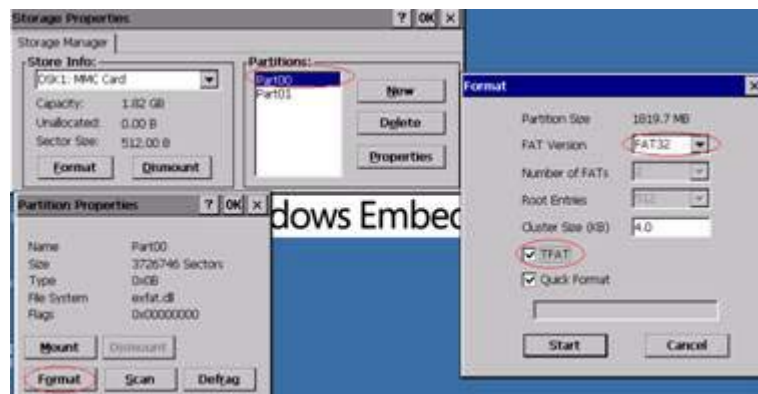 Storage Properties ? OK ×
Storage Manager
Store Info:
DSK1: MMC Card
Capacity: 1.82 GB
Unallocated: 0.00 B
Sector Size: 512.00 B
Format Dismount
Partitions:
Part00
Part01
New
Delete
Properties
Partition Properties ? OK ×
Name Part00
Size 3726746 Sectors
Type 0x0B
File System exfat.dll
Flags 0x00000000
Mount Dismount
Format Scan Defrag
dows Embec
Format ×
Partition Size 1819.7 MB
FAT Version FAT32
Number of FATs 2
Root Entries 512
Cluster Size (KB) 4.0
TFAT
Quick Format
Start Cancel